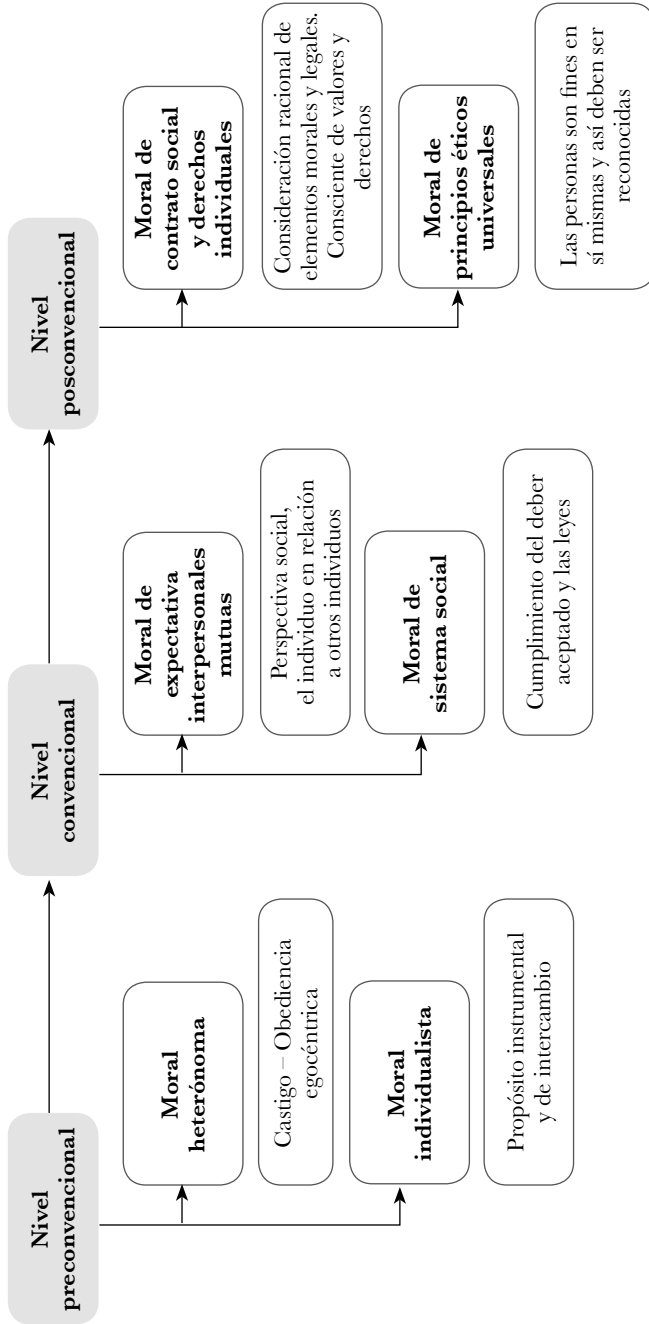 Nivel
preconvencional
Moral
heterónoma
Castigo – Obediencia
egocéntrica
Moral
individualista
Propósito instrumental
y de intercambio
Nivel
convencional
Moral de
expectativa
interpersonales
mutuas
Perspectiva social,
el individuo en relación
a otros individuos
Moral de
sistema social
Cumplimiento del deber
aceptado y las leyes
Nivel
posconvencional
Moral de
contrato social
y derechos
individuales
Consideración racional de
elementos morales y legales.
Consciente de valores y
derechos
Moral de
principios éticos
universales
Las personas son fines en
sí mismas y así deben ser
reconocidas